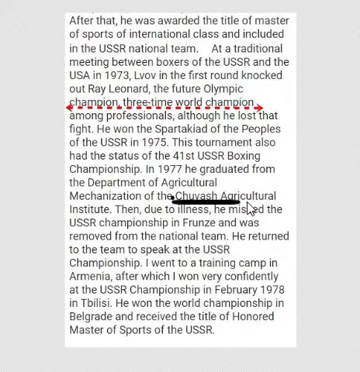 After that, he was awarded the title of master
of sports of international class and included
in the USSR national team. At a traditional
meeting between boxers of the USSR and the
USA in 1973, Lvov in the first round knocked
out Ray Leonard, the future Olympic
champion, three-time world champion
among professionals, although he lost that
fight. He won the Spartakiad of the Peoples
of the USSR in 1975. This tournament also
had the status of the 41st USSR Boxing
Championship. In 1977 he graduated from
the Department of Agricultural
Mechanization of the Chuvash Agricultural
Institute. Then, due to illness, he missed the
USSR championship in Frunze and was
removed from the national team. He returned
to the team to speak at the USSR
Championship. I went to a training camp in
Armenia, after which I won very confidently
at the USSR Championship in February 1978
in Tbilisi. He won the world championship in
Belgrade and received the title of Honored
Master of Sports of the USSR.